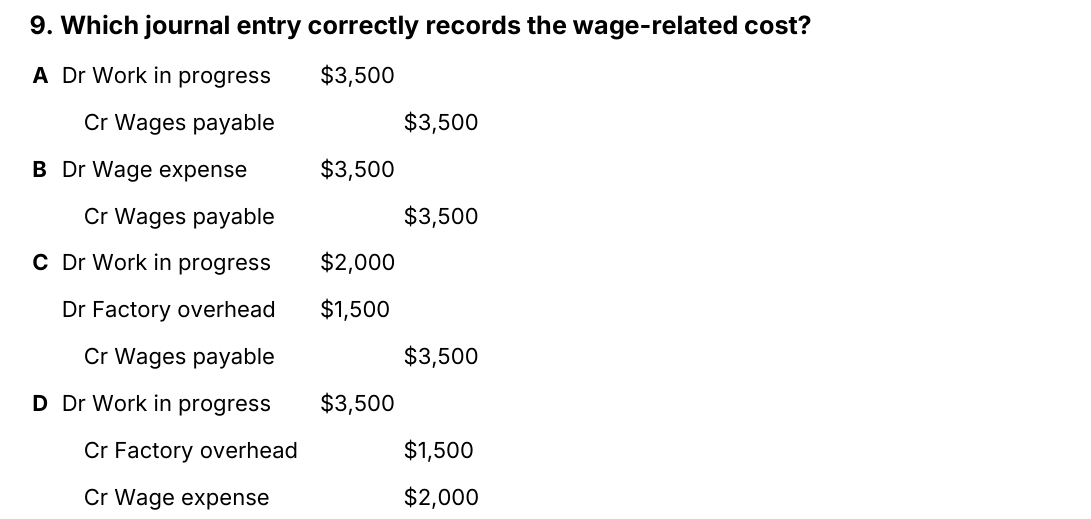 9. Which journal entry correctly records the wage-related cost?
A Dr Work in progress $3,500
Cr Wages payable $3,500
B Dr Wage expense $3,500
Cr Wages payable $3,500
C Dr Work in progress $2,000
Dr Factory overhead $1,500
Cr Wages payable $3,500
D Dr Work in progress $3,500
Cr Factory overhead $1,500
Cr Wage expense $2,000